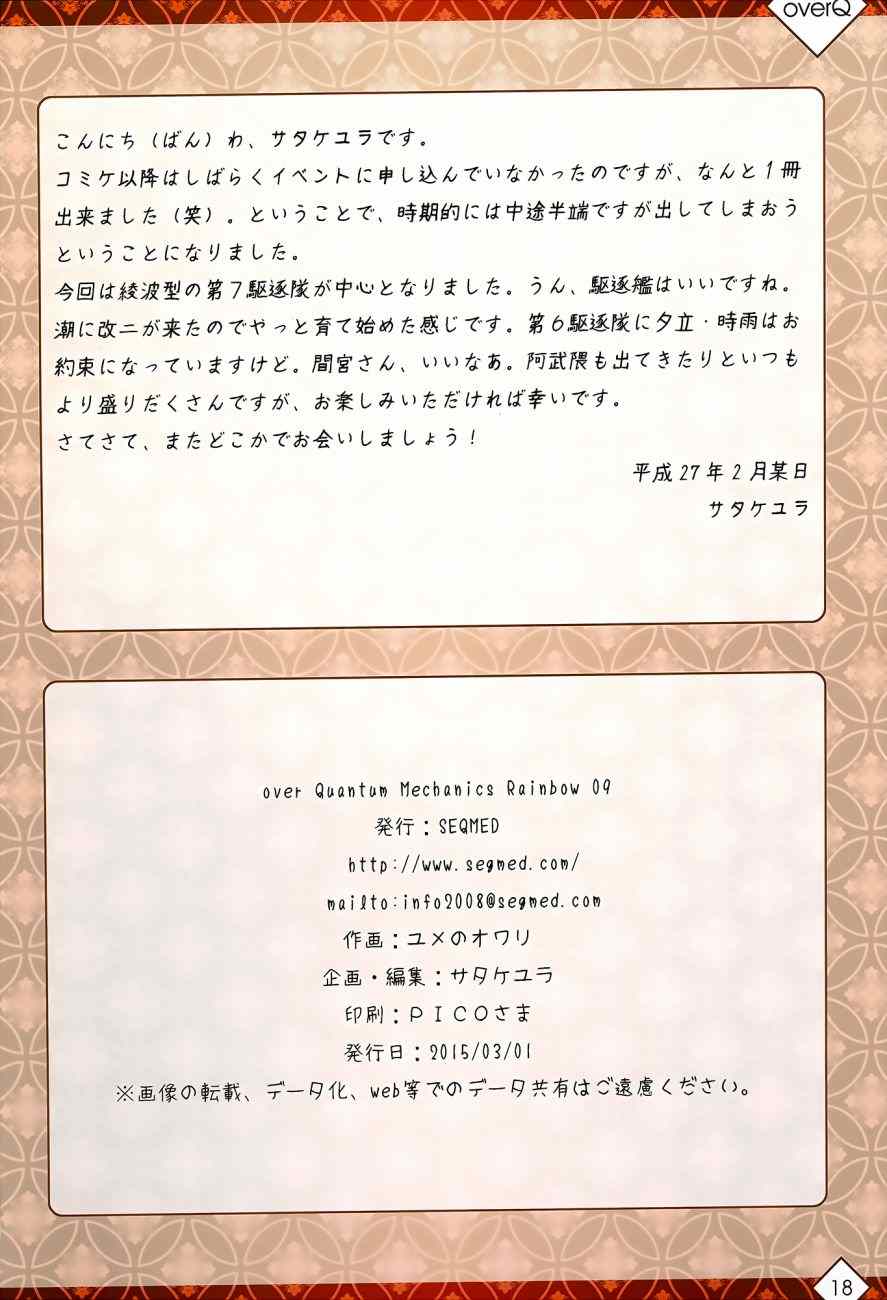 overQ
こんにち（ばん）わ、サタケユラです。
コミケ以降はしばらくイベントに申し込んでいなかったのですが、なんと１冊
出来ました（笑）。ということで、時期的には中途半端ですが出してしまおう
ということになりました。
今回は綾波型の第７駆逐隊が中心となりました。うん、駆逐艦はいいですね。
潮に改二が来たのでやっと育て始めた感じです。第６駆逐隊に夕立・時雨はお
約束になっていますけど。間宮さん、いいなあ。阿武隈も出てきたりといつも
より盛りだくさんですが、お楽しみいただければ幸いです。
さてさて、またどこかでお会いしましょう！
平成27年２月某日
サタケユラ
over Quantum Mechanics Rainbow 09
発行：SEQMED
http://www.seqmed.com/
mailto:info2008@seqmed.com
作画：ユメのオワリ
企画・編集：サタケユラ
印刷：ＰＩＣＯさま
発行日：2015/03/01
※画像の転載、データ化、web等でのデータ共有はご遠慮ください。
18